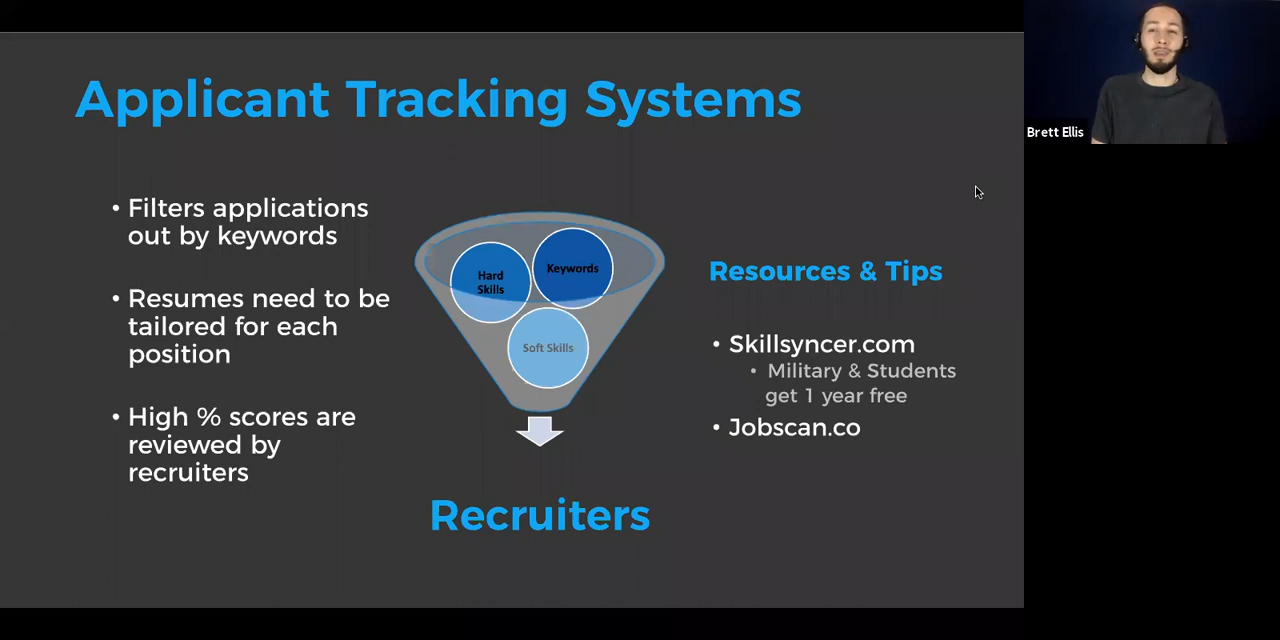 Applicant Tracking Systems
• Filters applications
out by keywords
• Resumes need to be
tailored for each
position
• High % scores are
reviewed by
recruiters
Hard
Skills
Keywords
Soft Skills
Recruiters
Resources & Tips
• Skillsyncer.com
• Military & Students
get 1 year free
• Jobscan.co
Brett Ellis